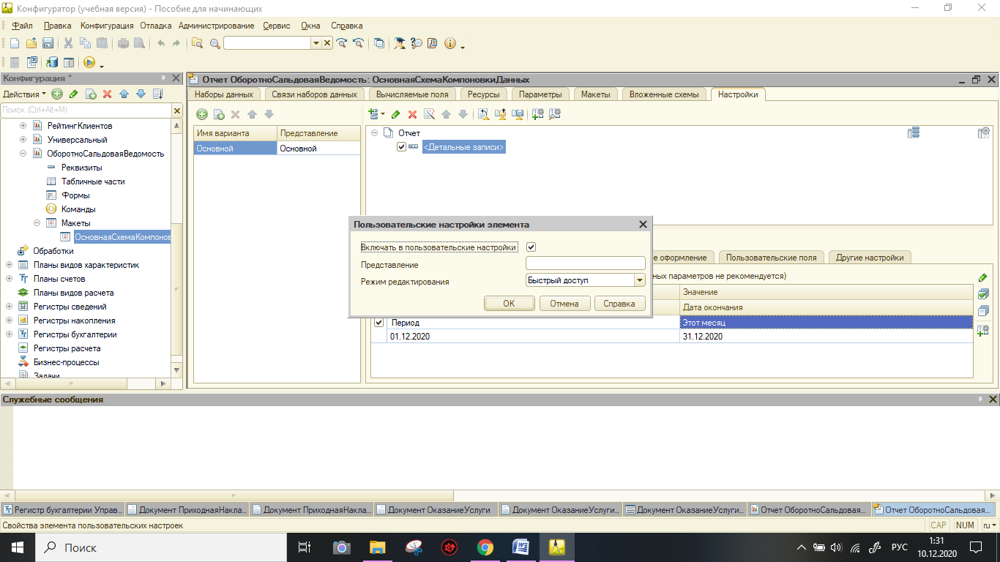 Конфигуратор (учебная версия) - Пособие для начинающих
Файл Правка Конфигурация Отладка Администрирование Сервис Окна Справка
Конфигурация *
Действия
Поиск (Ctrl+Alt+M)
РейтингКлиентов
Универсальный
ОборотноСальдоваяВедомость
Реквизиты
Табличные части
Формы
Команды
Макеты
ОсновнаяСхемаКомпонов
Обработки
Планы видов характеристик
Планы счетов
Планы видов расчета
Регистры сведений
Регистры накопления
Регистры бухгалтерии
Регистры расчета
Бизнес-процессы
Задачи
Отчет ОборотноСальдоваяВедомость: ОсновнаяСхемаКомпоновкиДанных
Наборы данных Связи наборов данных Вычисляемые поля Ресурсы Параметры Макеты Вложенные схемы Настройки
Имя варианта Представление
Основной Основной
Отчет
<Детальные записи>
Пользовательские настройки элемента
Включать в пользовательские настройки
Представление
Режим редактирования Быстрый доступ
OK Отмена Справка
е оформление Пользовательские поля Другие настройки
ных параметров не рекомендуется)
Значение
Дата окончания
Период Этот месяц
01.12.2020 31.12.2020
Служебные сообщения
Регистр бухгалтерии Управ... Документ ПриходнаяНакла... Документ ПриходнаяНакла... Документ ОказаниеУслуги Документ ОказаниеУслуги... Документ ОказаниеУслуги... Отчет ОборотноСальдовая... Отчет ОборотноСальдовая...
Свойства элемента пользовательских настроек CAP NUM ru
Поиск
РУС
1:31
10.12.2020